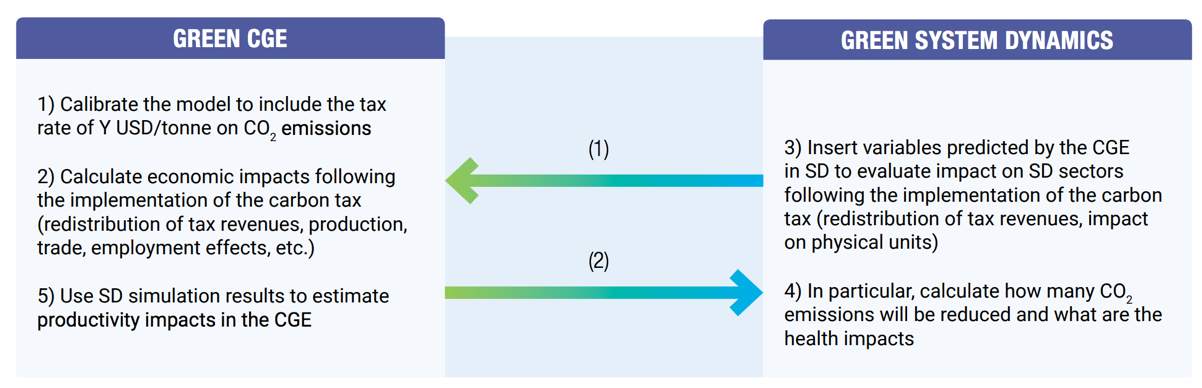 GREEN CGE
1) Calibrate the model to include the tax
rate of Y USD/tonne on CO₂ emissions
2) Calculate economic impacts following
the implementation of the carbon tax
(redistribution of tax revenues, production,
trade, employment effects, etc.)
5) Use SD simulation results to estimate
productivity impacts in the CGE
(1)
(2)
GREEN SYSTEM DYNAMICS
3) Insert variables predicted by the CGE
in SD to evaluate impact on SD sectors
following the implementation of the carbon
tax (redistribution of tax revenues, impact
on physical units)
4) In particular, calculate how many CO₂
emissions will be reduced and what are the
health impacts